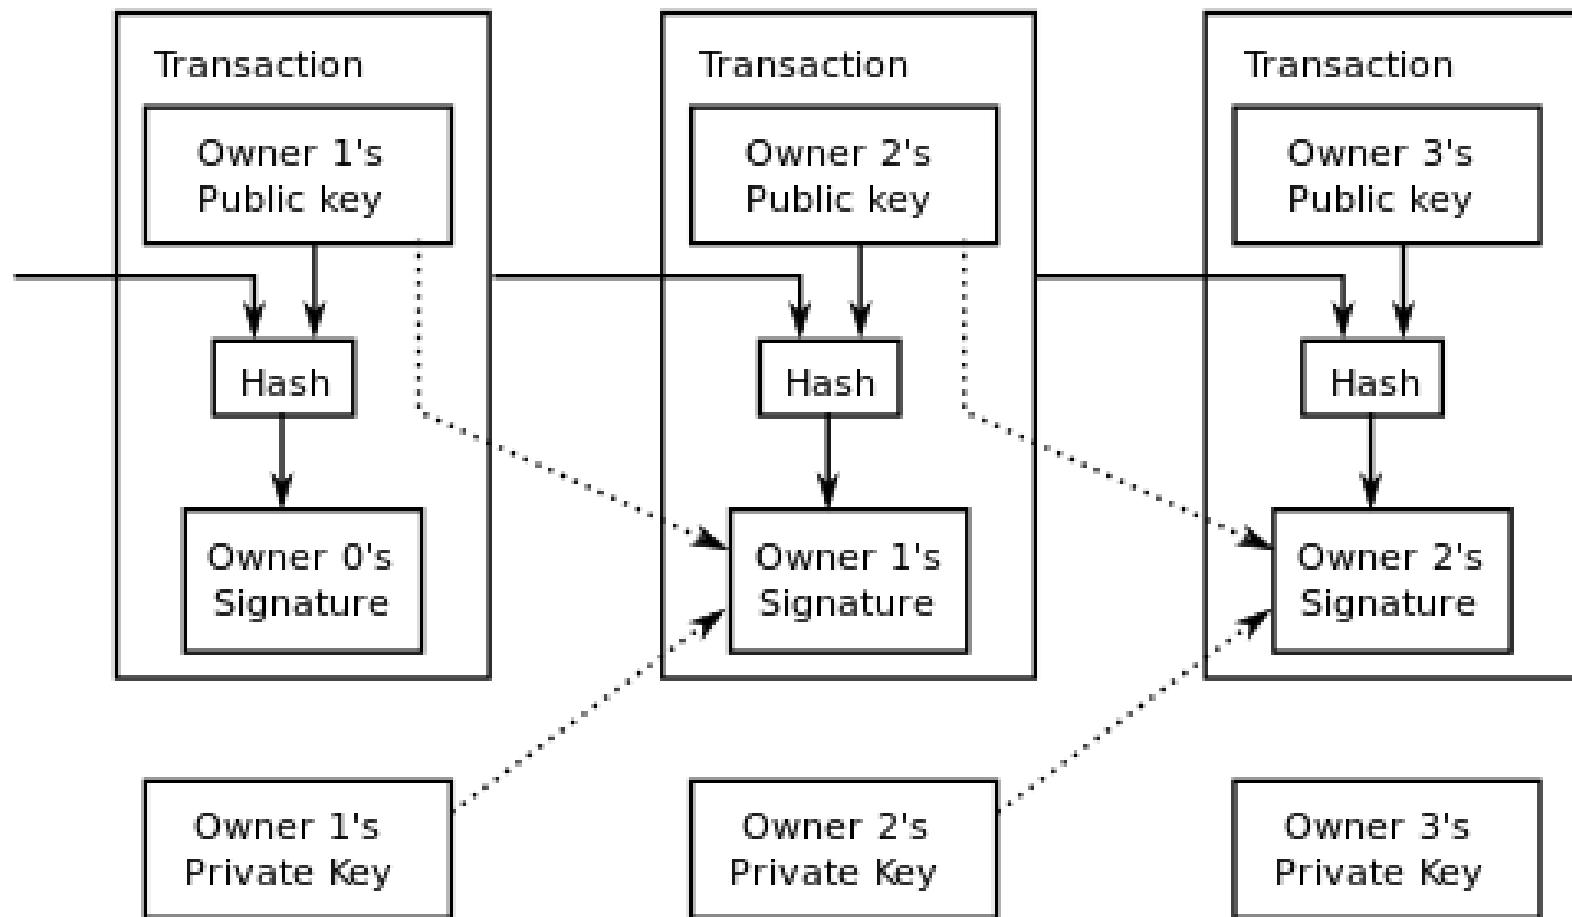 Transaction
Owner 1's
Public key
Hash
Owner 0's
Signature
Transaction
Owner 2's
Public key
Hash
Owner 1's
Signature
Transaction
Owner 3's
Public key
Hash
Owner 2's
Signature
Owner 1's
Private Key
Owner 2's
Private Key
Owner 3's
Private Key